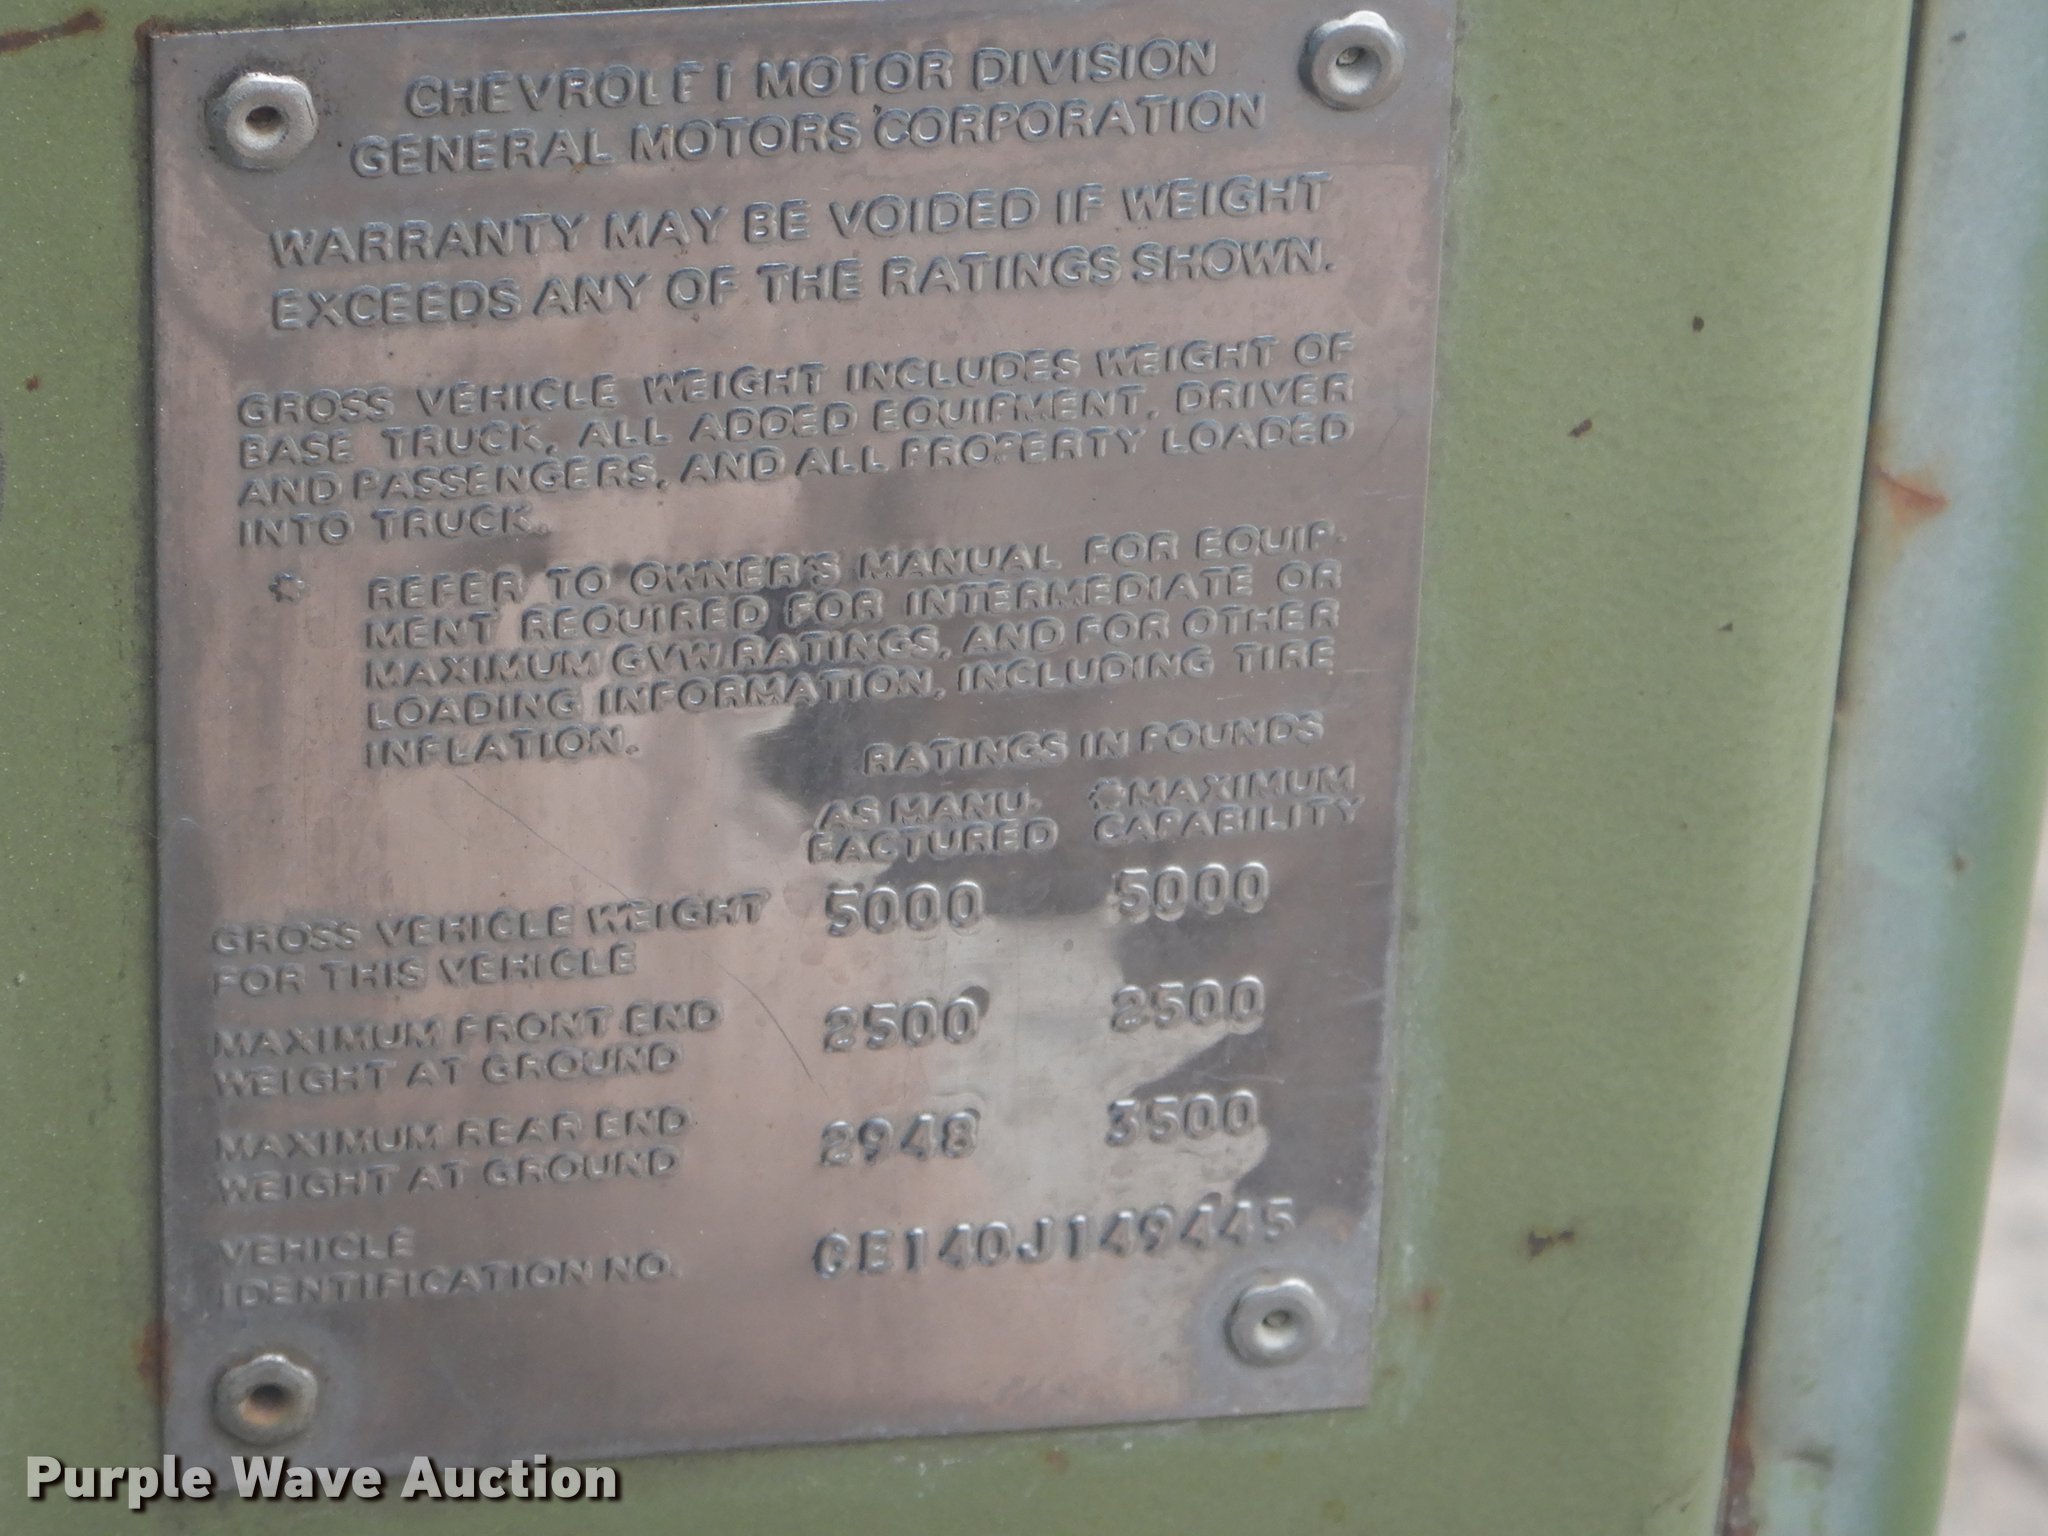 CHEVROLET MOTOR DIVISION
GENERAL MOTORS CORPORATION
WARRANTY MAY BE VOIDED IF WEIGHT
EXCEEDS ANY OF THE RATINGS SHOWN.
GROSS VEHICLE WEIGHT INCLUDES WEIGHT OF
BASE TRUCK, ALL ADDED EQUIPMENT, DRIVER
AND PASSENGERS, AND ALL PROPERTY LOADED
INTO TRUCK.
* REFER TO OWNER'S MANUAL FOR EQUIP-
MENT REQUIRED FOR INTERMEDIATE OR
MAXIMUM GVW RATINGS, AND FOR OTHER
LOADING INFORMATION, INCLUDING TIRE
INFLATION.
RATINGS IN POUNDS
AS MANU- *MAXIMUM
FACTURED CAPABILITY
GROSS VEHICLE WEIGHT 5000 5000
FOR THIS VEHICLE
MAXIMUM FRONT END 2500 2500
WEIGHT AT GROUND
MAXIMUM REAR END 2948 3500
WEIGHT AT GROUND
VEHICLE
IDENTIFICATION NO. CE140J149445
Purple Wave Auction